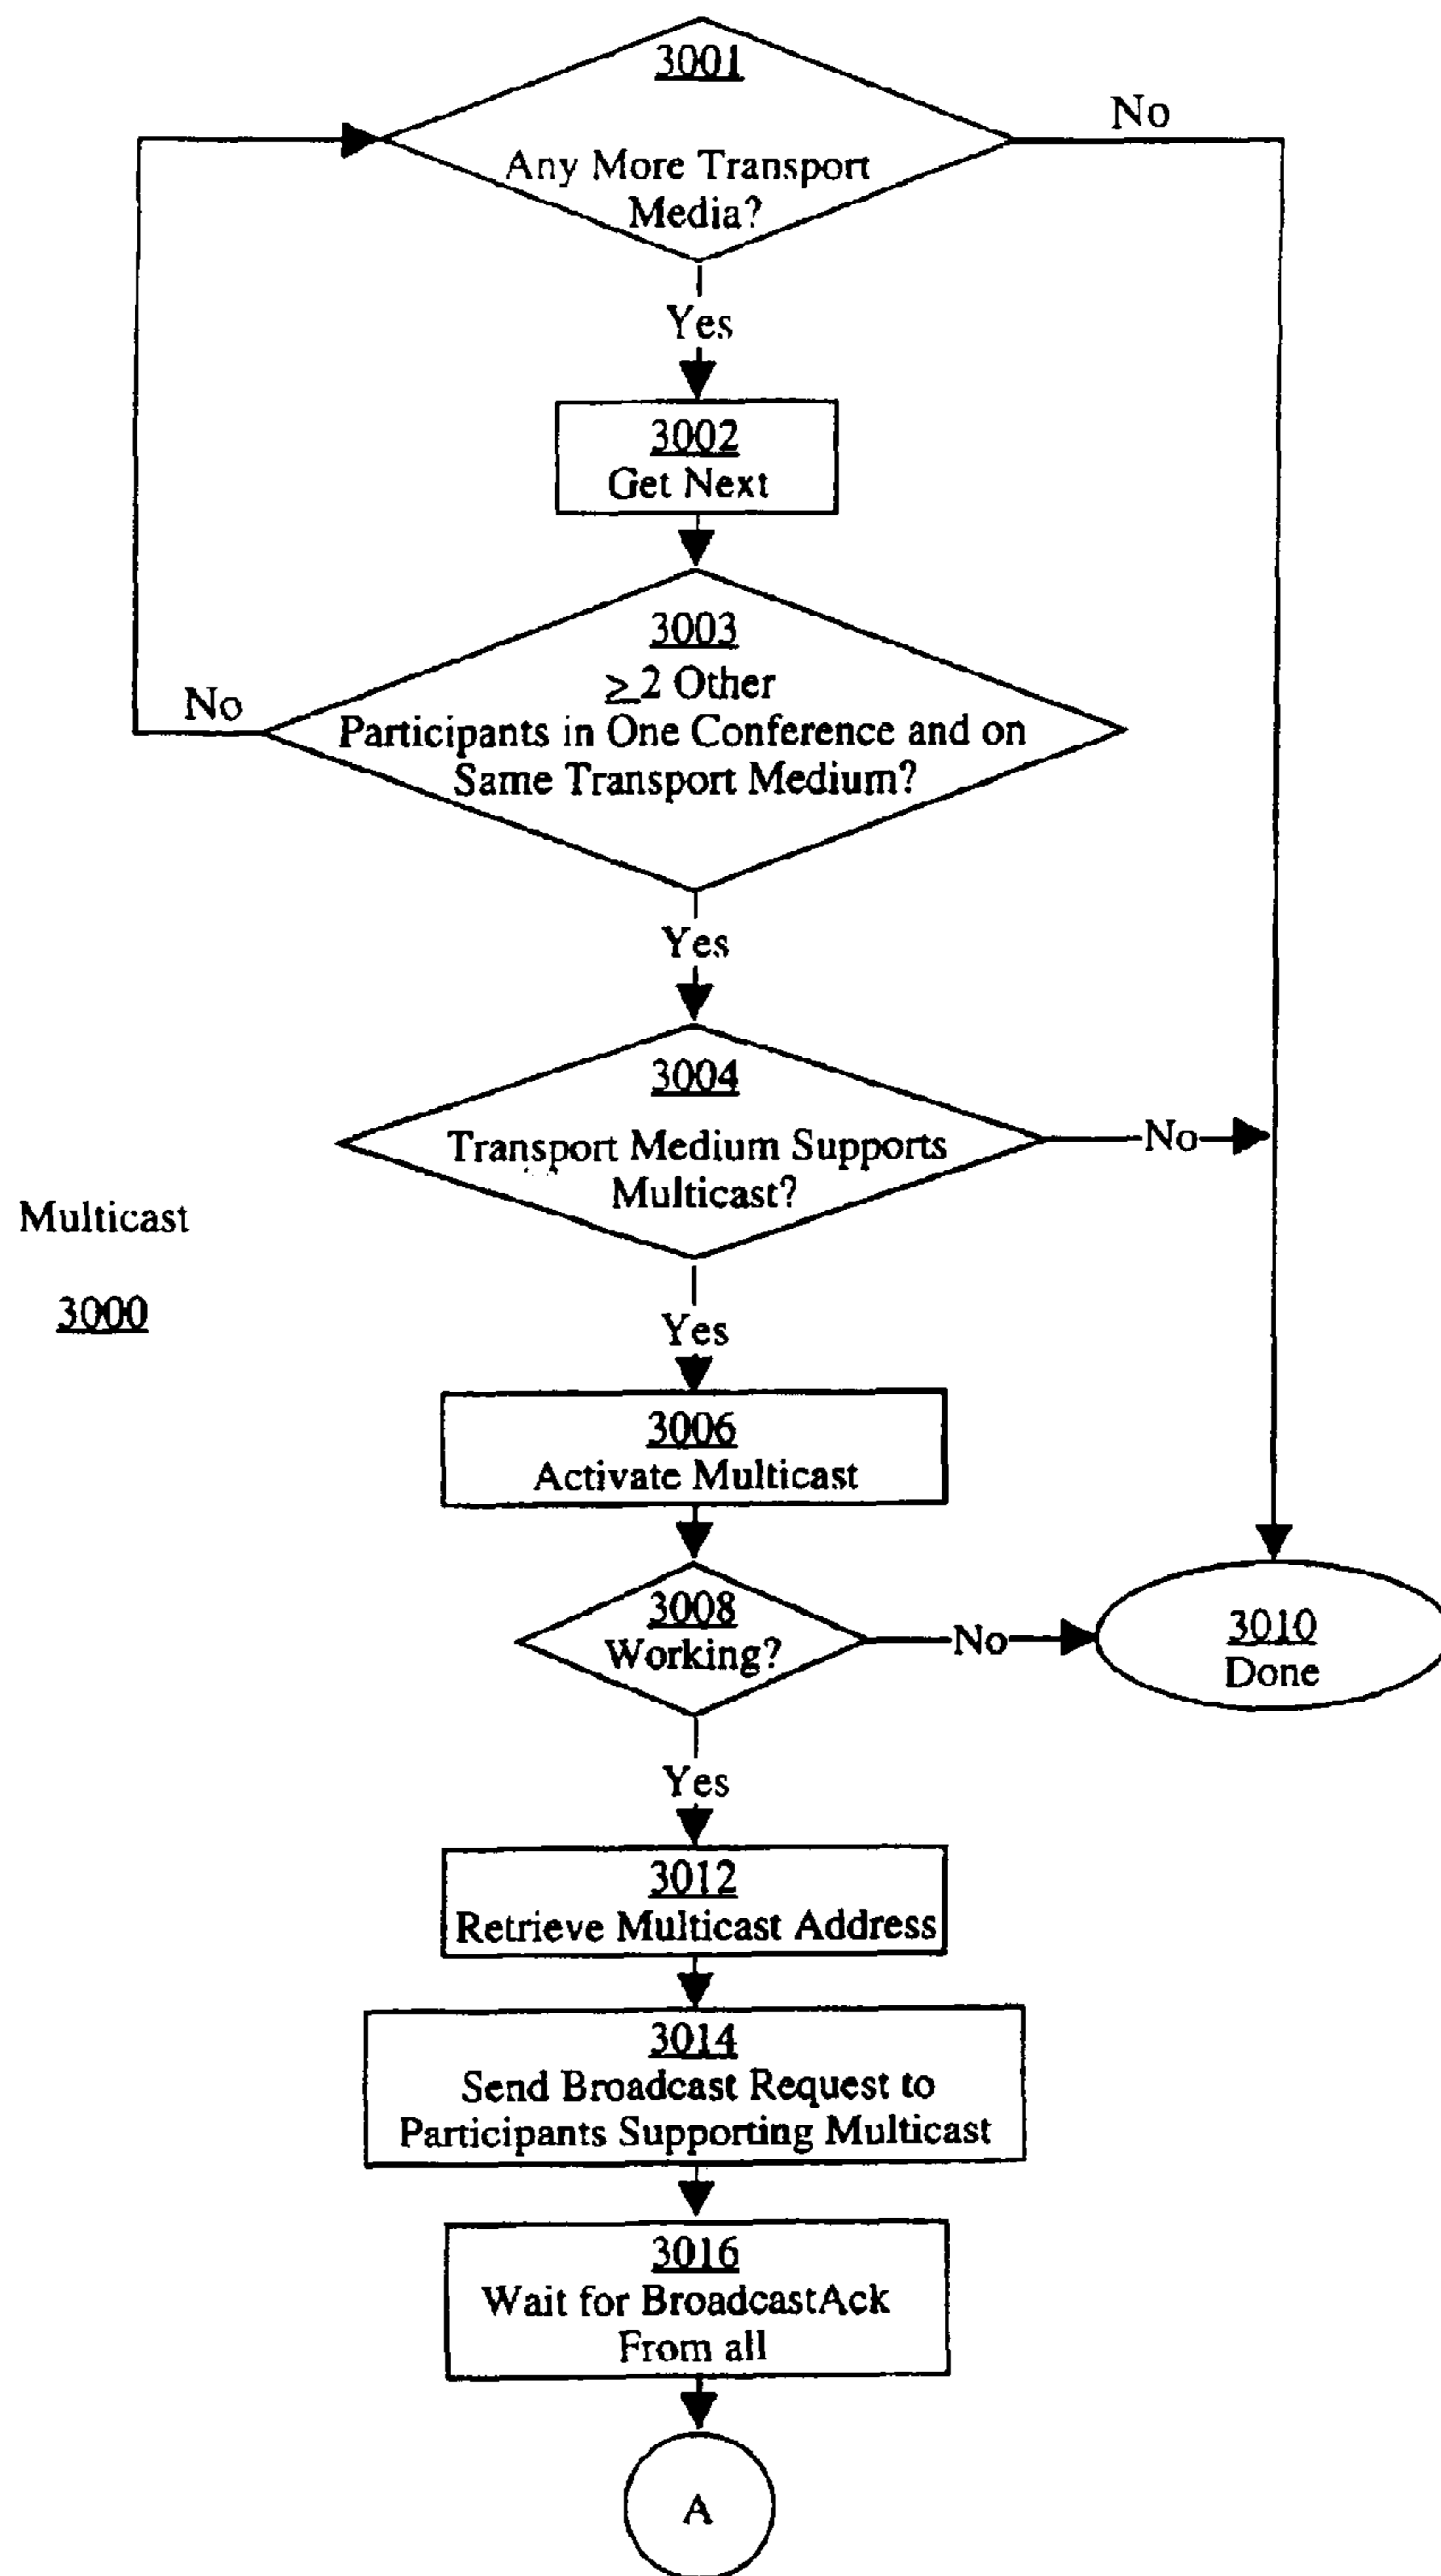 3001
No
Any More Transport
Media?
Yes
3002
Get Next
3003
≥ 2 Other
No
Participants in One Conference and on
Same Transport Medium?
Yes
3004
Transport Medium Supports
No
Multicast?
Multicast
3000
Yes
3006
Activate Multicast
3008
Working?
No
3010
Done
Yes
3012
Retrieve Multicast Address
3014
Send Broadcast Request to
Participants Supporting Multicast
3016
Wait for BroadcastAck
From all
A